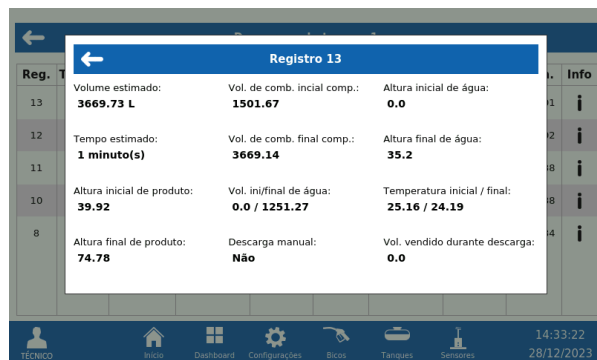 Registro 13
Reg.
Info
Volume estimado:
3669.73 L
Vol. de comb. incial comp.:
1501.67
Altura inicial de água:
0.0
Tempo estimado:
1 minuto(s)
Vol. de comb. final comp.:
3669.14
Altura final de água:
35.2
Altura inicial de produto:
39.92
Vol. ini/final de água:
0.0 / 1251.27
Temperatura inicial / final:
25.16 / 24.19
Altura final de produto:
74.78
Descarga manual:
Não
Vol. vendido durante descarga:
0.0
13
12
11
10
8
TÉCNICO
Início
Dashboard
Configurações
Bicos
Tanques
Sensores
14:33:22
28/12/2023